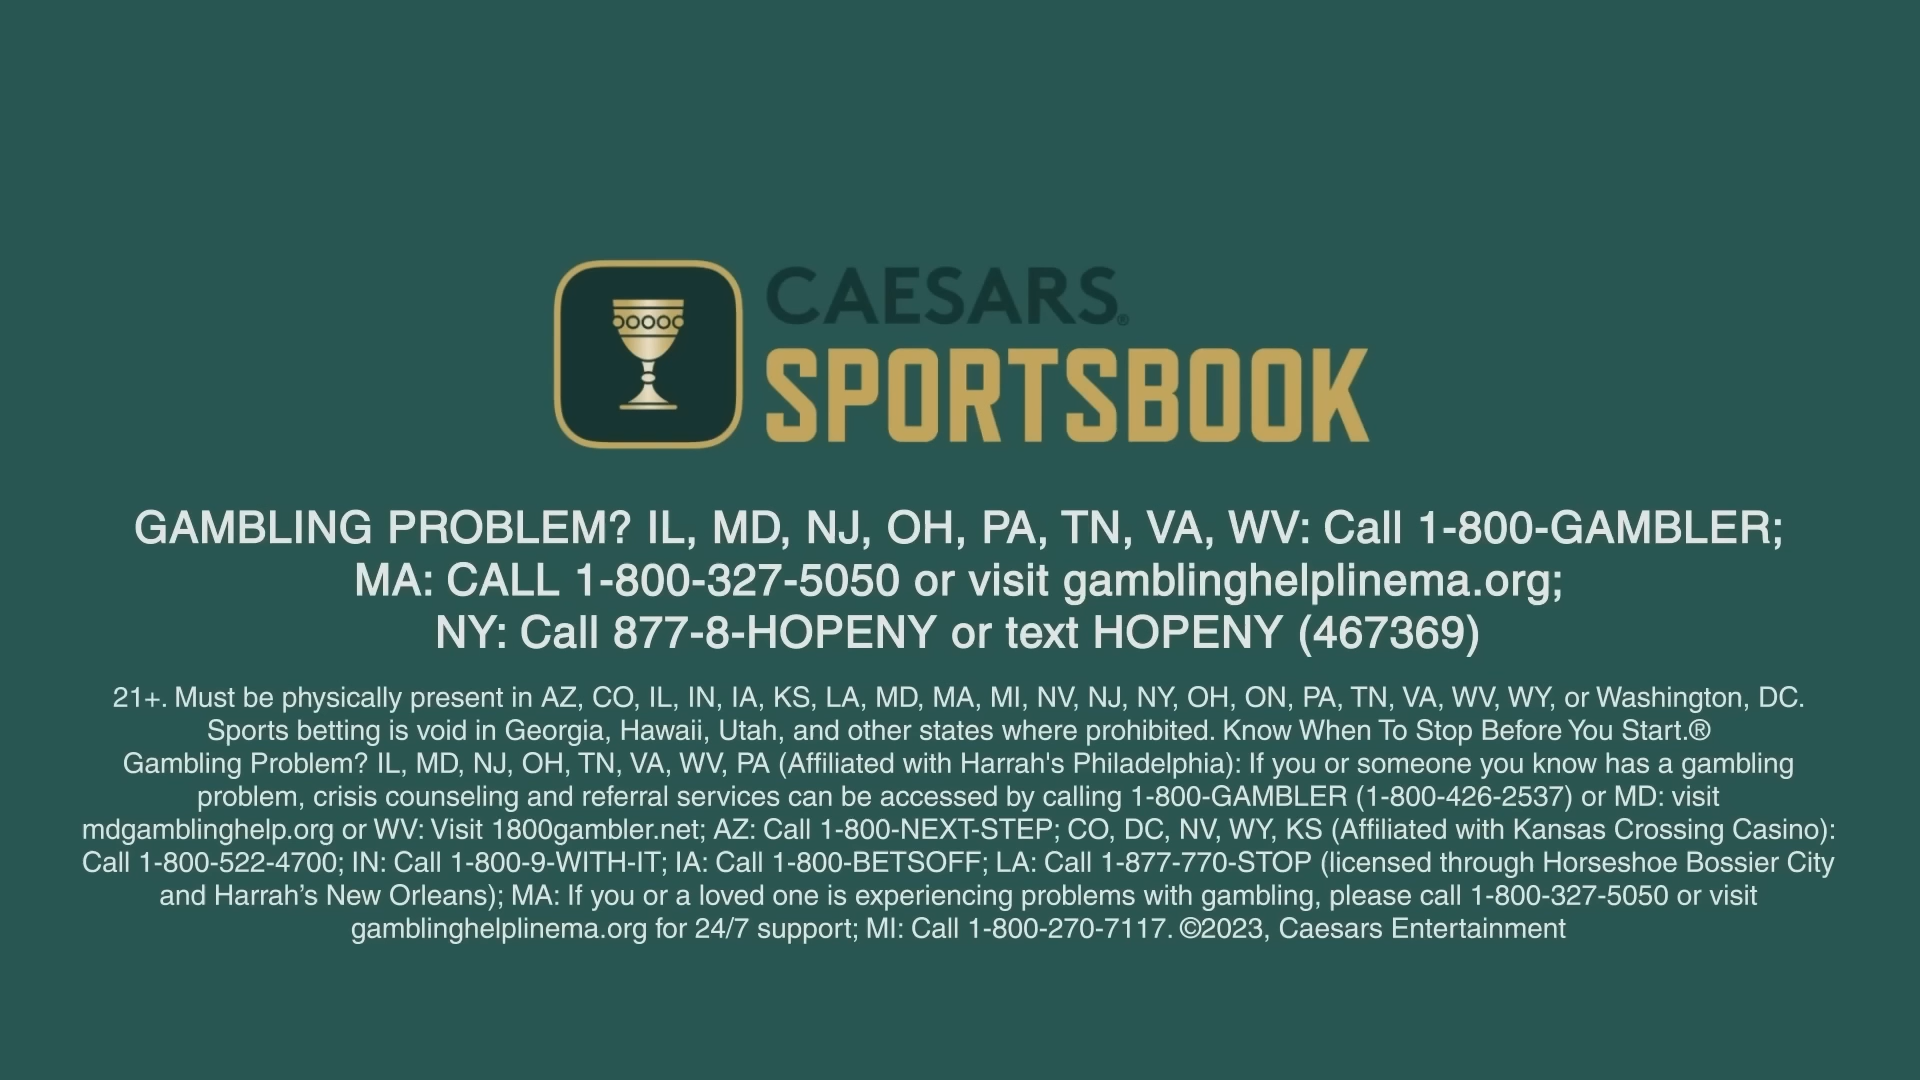 CAESARS®
SPORTSBOOK
GAMBLING PROBLEM? IL, MD, NJ, OH, PA, TN, VA, WV: Call 1-800-GAMBLER;
MA: CALL 1-800-327-5050 or visit gamblinghelplinema.org;
NY: Call 877-8-HOPENY or text HOPENY (467369)
21+. Must be physically present in AZ, CO, IL, IN, IA, KS, LA, MD, MA, MI, NV, NJ, NY, OH, ON, PA, TN, VA, WV, WY, or Washington, DC.
Sports betting is void in Georgia, Hawaii, Utah, and other states where prohibited. Know When To Stop Before You Start.®
Gambling Problem? IL, MD, NJ, OH, TN, VA, WV, PA (Affiliated with Harrah's Philadelphia): If you or someone you know has a gambling
problem, crisis counseling and referral services can be accessed by calling 1-800-GAMBLER (1-800-426-2537) or MD: visit
mdgamblinghelp.org or WV: Visit 1800gambler.net; AZ: Call 1-800-NEXT-STEP; CO, DC, NV, WY, KS (Affiliated with Kansas Crossing Casino):
Call 1-800-522-4700; IN: Call 1-800-9-WITH-IT; IA: Call 1-800-BETSOFF; LA: Call 1-877-770-STOP (licensed through Horseshoe Bossier City
and Harrah’s New Orleans); MA: If you or a loved one is experiencing problems with gambling, please call 1-800-327-5050 or visit
gamblinghelplinema.org for 24/7 support; MI: Call 1-800-270-7117. ©2023, Caesars Entertainment